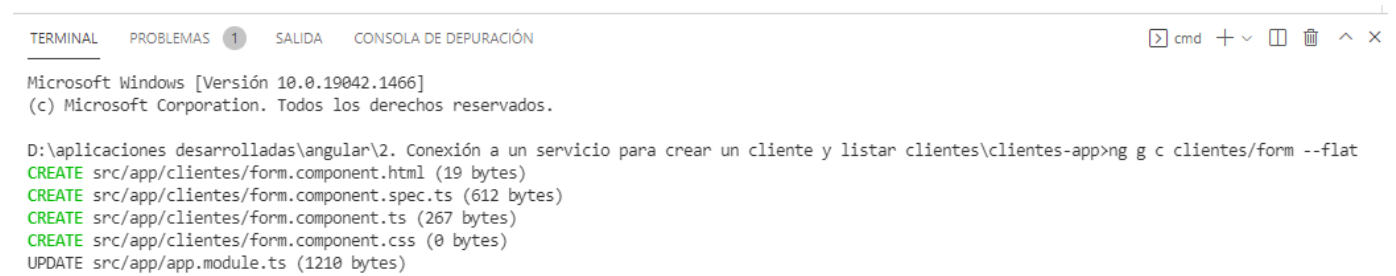 TERMINAL PROBLEMAS 1 SALIDA CONSOLA DE DEPURACIÓN cmd
Microsoft Windows [Versión 10.0.19042.1466]
(c) Microsoft Corporation. Todos los derechos reservados.
D:\aplicaciones desarrolladas\angular\2. Conexión a un servicio para crear un cliente y listar clientes\clientes-app>ng g c clientes/form --flat
CREATE src/app/clientes/form.component.html (19 bytes)
CREATE src/app/clientes/form.component.spec.ts (612 bytes)
CREATE src/app/clientes/form.component.ts (267 bytes)
CREATE src/app/clientes/form.component.css (0 bytes)
UPDATE src/app/app.module.ts (1210 bytes)